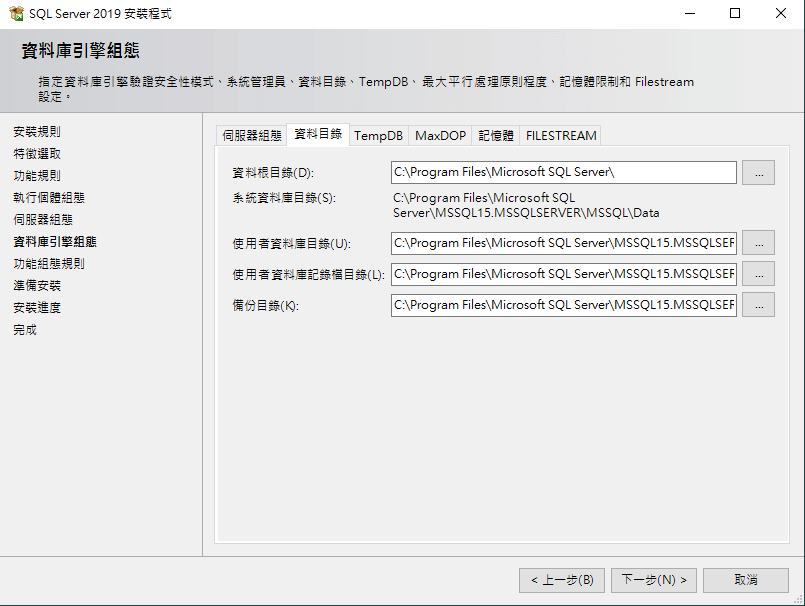 SQL Server 2019 安裝程式
資料庫引擎組態
指定資料庫引擎驗證安全性模式、系統管理員、資料目錄、TempDB、 最大平行處理原則程度、記憶體限制和 Filestream
設定。
安裝規則
特徵選取
功能規則
執行個體組態
伺服器組態
資料庫引擎組態
功能組態規則
準備安裝
安裝進度
完成
伺服器組態 資料目錄 TempDB MaxDOP 記憶體 FILESTREAM
資料根目錄(D): C:\Program Files\Microsoft SQL Server\ ...
系統資料庫目錄(S): C:\Program Files\Microsoft SQL
Server\MSSQL15.MSSQLSERVER\MSSQL\Data
使用者資料庫目錄(U): C:\Program Files\Microsoft SQL Server\MSSQL15.MSSQLSER ...
使用者資料庫記錄檔目錄(L): C:\Program Files\Microsoft SQL Server\MSSQL15.MSSQLSER ...
備份目錄(K): C:\Program Files\Microsoft SQL Server\MSSQL15.MSSQLSER ...
< 上一步(B) 下一步(N) > 取消